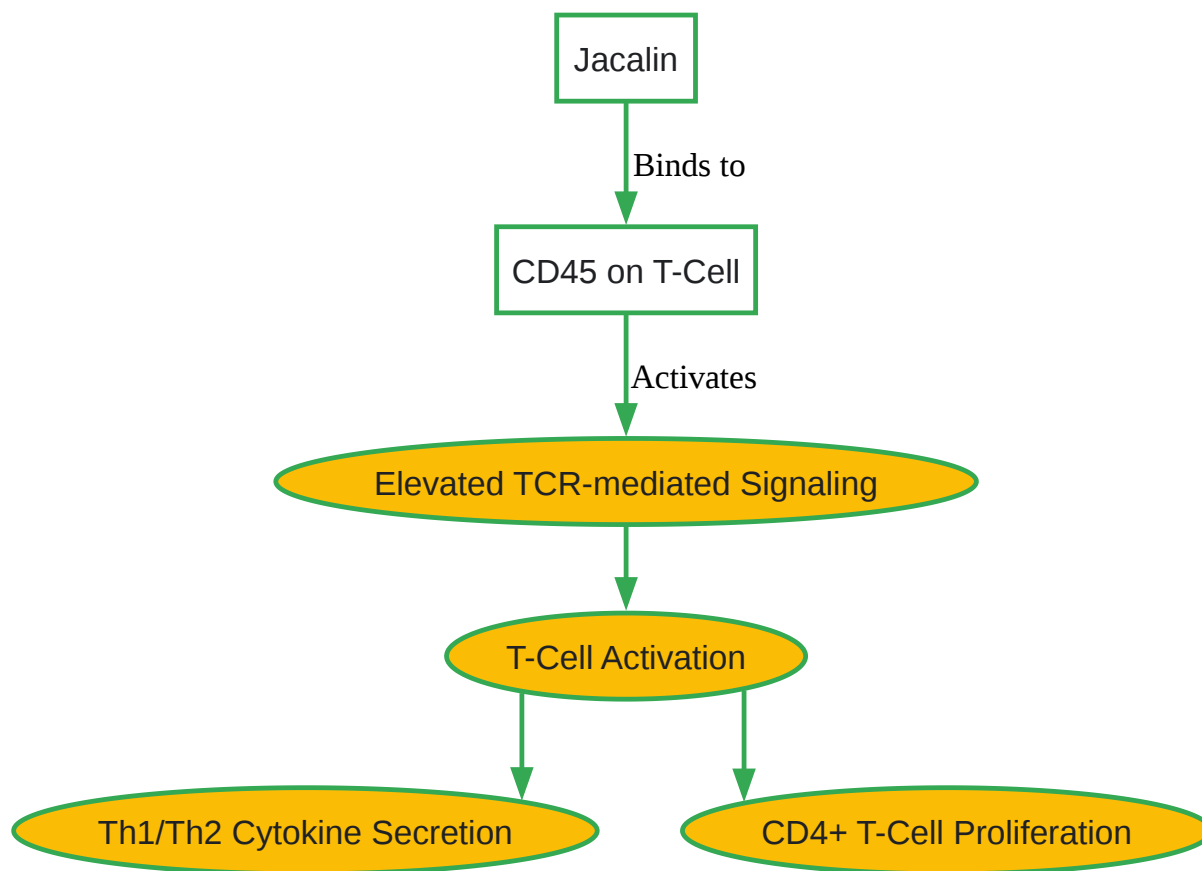 Jacalin
Binds to
CD45 on T-Cell
Activates
Elevated TCR-mediated Signaling
T-Cell Activation
Th1/Th2 Cytokine Secretion
CD4+ T-Cell Proliferation